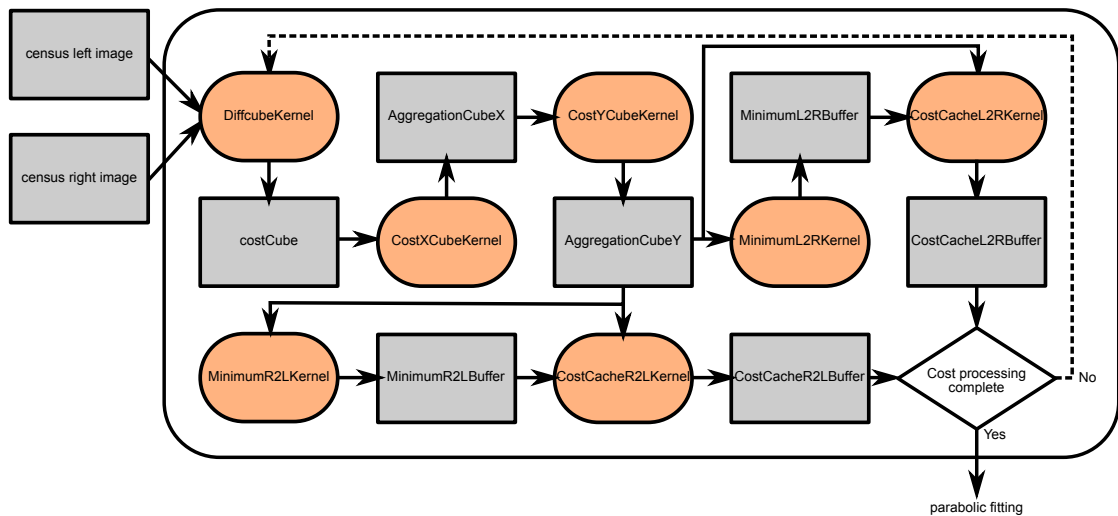 census left image
DiffcubeKernel
AggregationCubeX
CostYCubeKernel
MinimumL2RBuffer
CostCacheL2RKernel
census right image
costCube
CostXCubeKernel
AggregationCubeY
MinimumL2RKernel
CostCacheL2RBuffer
MinimumR2LKernel
MinimumR2LBuffer
CostCacheR2LKernel
CostCacheR2LBuffer
Cost processing
complete
No
Yes
parabolic fitting